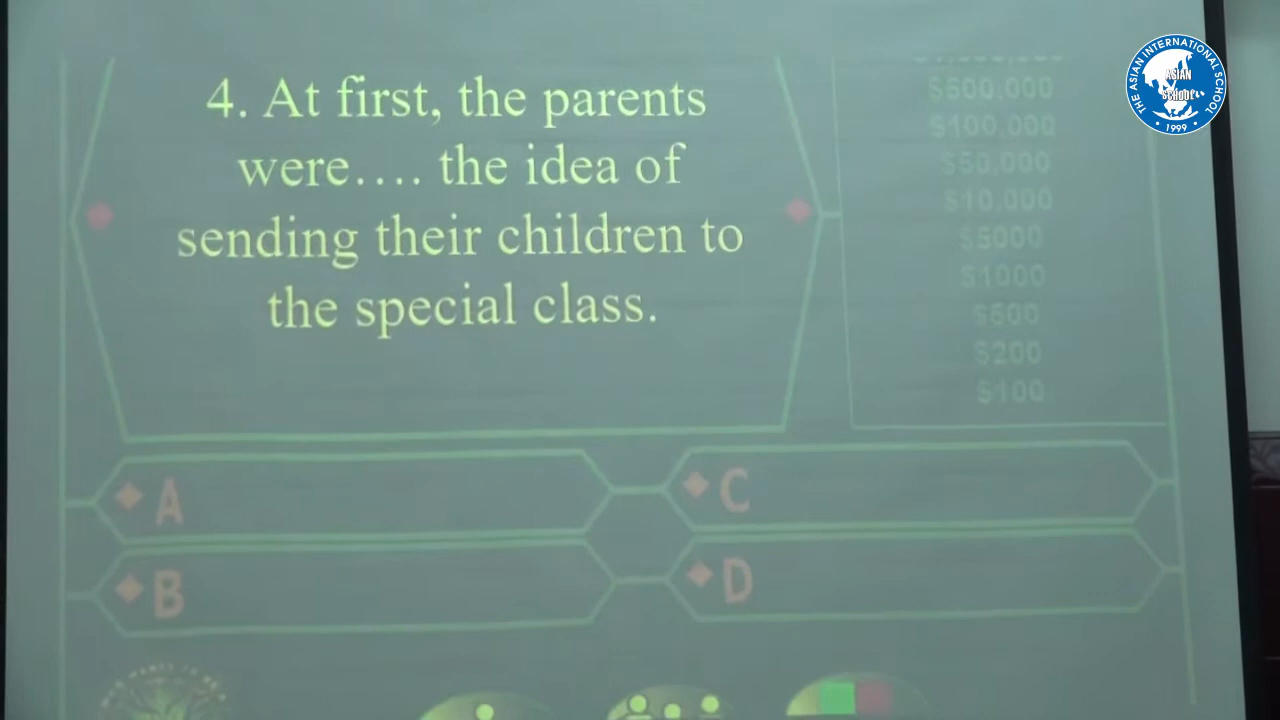 4. At first, the parents
were…. the idea of
sending their children to
the special class.
$500,000
$100,000
$50,000
$10,000
$5000
$1000
$500
$200
$100
A
C
B
D
THE ASIAN INTERNATIONAL SCHOOL
ASIAN
SCHOOL
1999